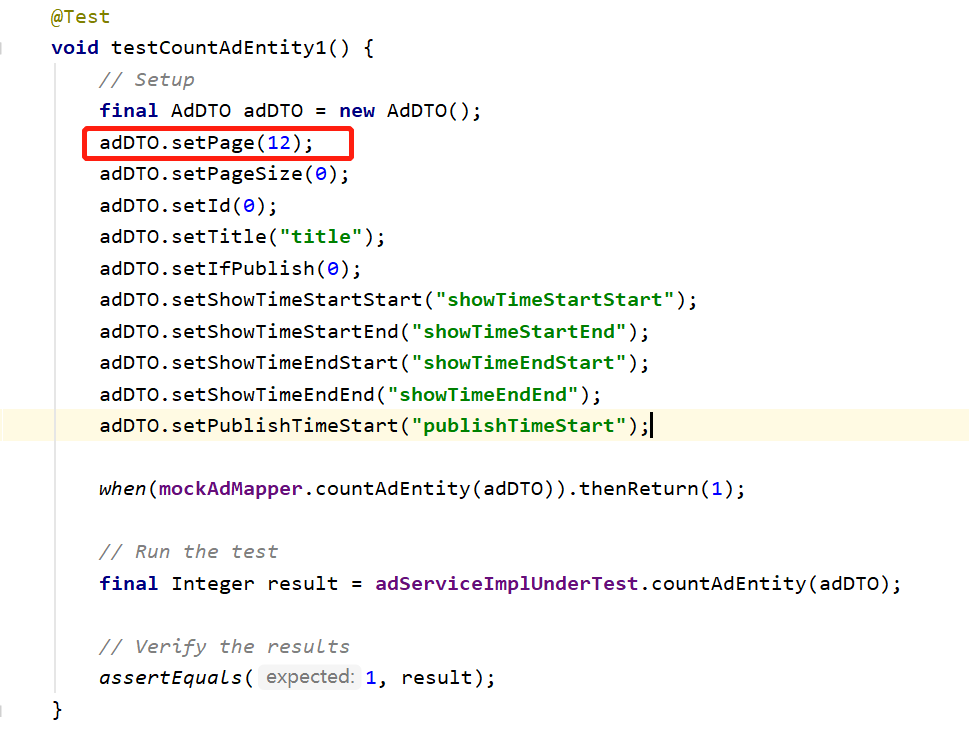 @Test
void testCountAdEntity1() {
// Setup
final AdDTO adDTO = new AdDTO();
adDTO.setPage(12);
adDTO.setPageSize(0);
adDTO.setId(0);
adDTO.setTitle("title");
adDTO.setIfPublish(0);
adDTO.setShowTimeStartStart("showTimeStartStart");
adDTO.setShowTimeStartEnd("showTimeStartEnd");
adDTO.setShowTimeEndStart("showTimeEndStart");
adDTO.setShowTimeEndEnd("showTimeEndEnd");
adDTO.setPublishTimeStart("publishTimeStart");
when(mockAdMapper.countAdEntity(adDTO)).thenReturn(1);
// Run the test
final Integer result = adServiceImplUnderTest.countAdEntity(adDTO);
// Verify the results
assertEquals( expected: 1, result);
}